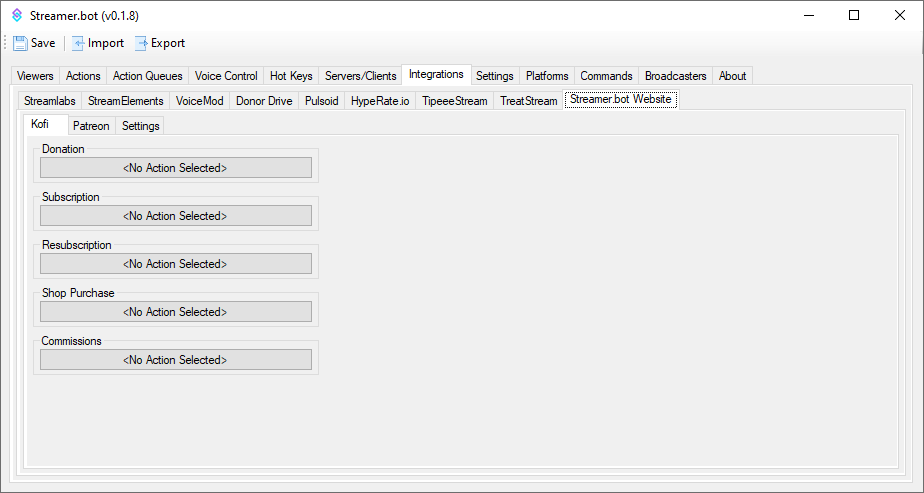 Streamer.bot (v0.1.8)
Save Import Export
Viewers Actions Action Queues Voice Control Hot Keys Servers/Clients Integrations Settings Platforms Commands Broadcasters About
Streamlabs StreamElements VoiceMod Donor Drive Pulsoid HypeRate.io TipeeeStream TreatStream Streamer.bot Website
Kofi Patreon Settings
Donation
<No Action Selected>
Subscription
<No Action Selected>
Resubscription
<No Action Selected>
Shop Purchase
<No Action Selected>
Commissions
<No Action Selected>